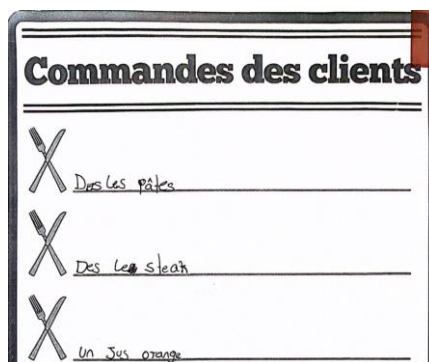 Commandes des clients
Des les pâtes
Des les steak
un Jus orange